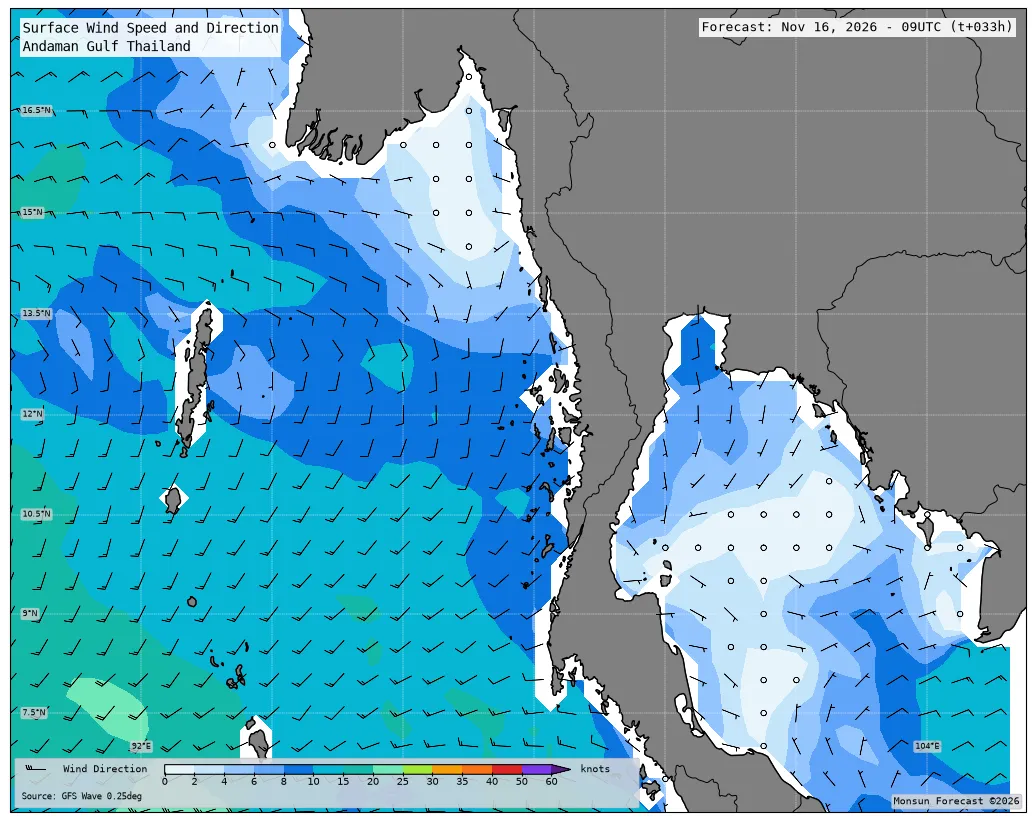 Surface Wind Speed and Direction
Andaman Gulf Thailand
Forecast: Nov 16, 2026 - 09UTC (t+033h)
16.5°N
15°N
13.5°N
12°N
10.5°N
9°N
7.5°N
92°E
104°E
Wind Direction
knots
0 2 4 6 8 10 15 20 25 30 35 40 50 60
Source: GFS Wave 0.25deg
Monsun Forecast ©2026